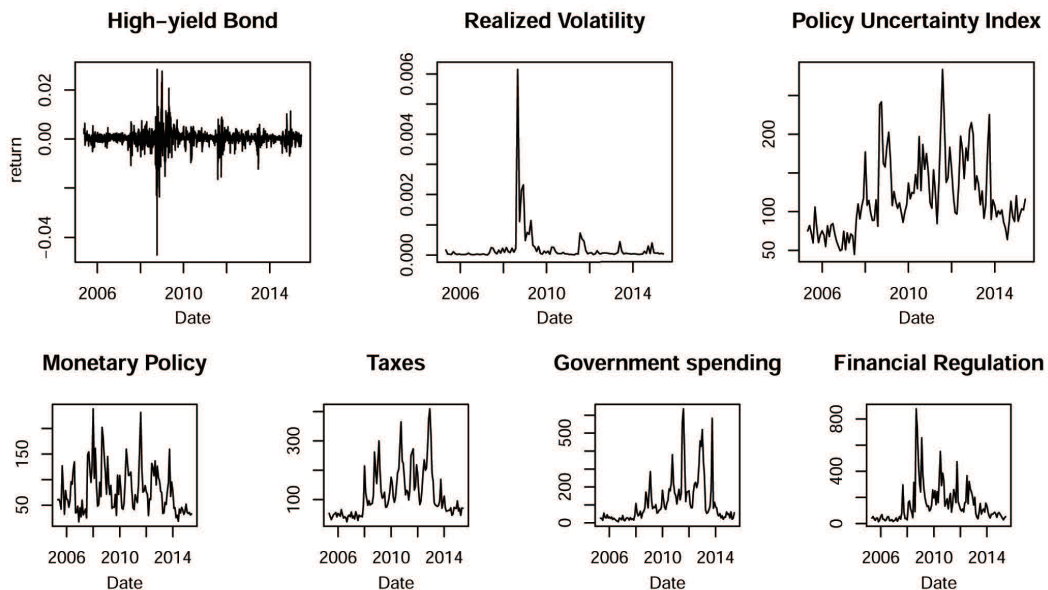 High–yield Bond
Realized Volatility
Policy Uncertainty Index
return
0.02
0.00
−0.04
2006 2010 2014
Date
0.006
0.004
0.002
0.000
2006 2010 2014
Date
200
100
50
2006 2010 2014
Date
Monetary Policy
Taxes
Government spending
Financial Regulation
150
50
2006 2010 2014
Date
300
100
2006 2010 2014
Date
500
200
0
2006 2010 2014
Date
800
400
0
2006 2010 2014
Date